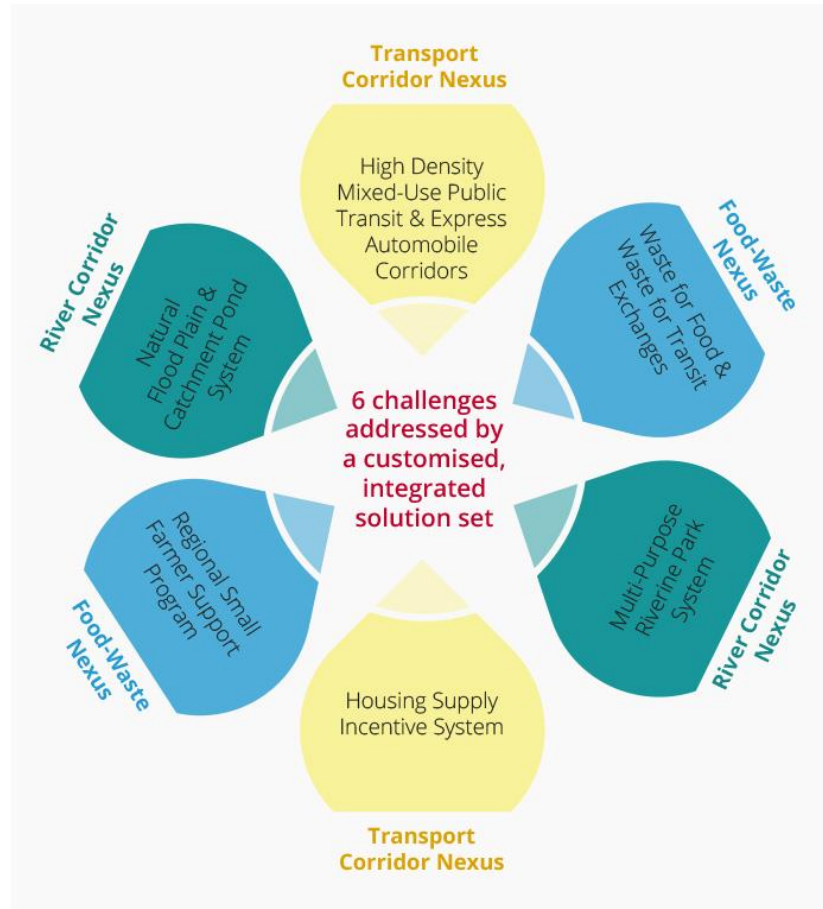 Transport
Corridor Nexus
High Density
Mixed-Use Public
Transit & Express
Automobile
Corridors
Food-Waste
Nexus
Waste for Food &
Waste for Transit
Exchanges
River Corridor
Nexus
Multi-Purpose
Riverine Park
System
Housing Supply
Incentive System
Transport
Corridor Nexus
Regional Small
Farmer Support
Program
Food-Waste
Nexus
River Corridor
Nexus
Natural
Flood Plain &
Catchment Pond
System
6 challenges
addressed by
a customised,
integrated
solution set